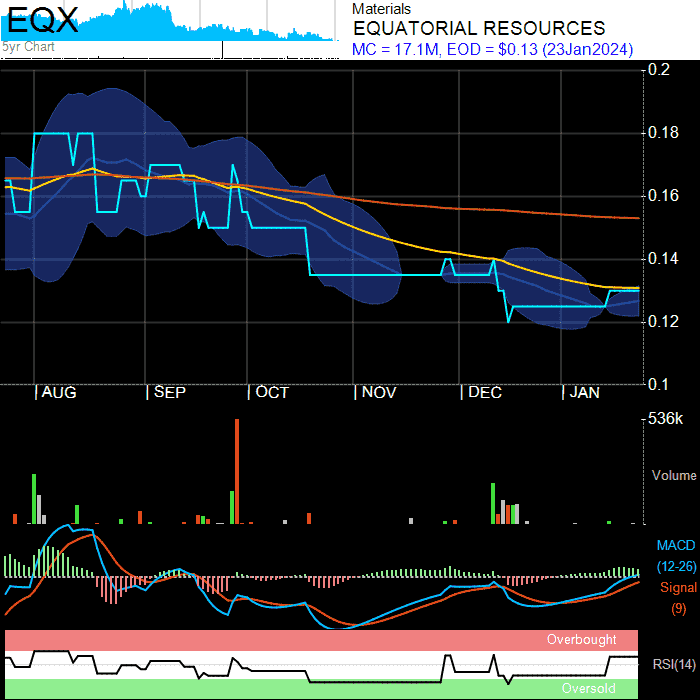 EQX
5yr Chart
Materials
EQUATORIAL RESOURCES
MC = 17.1M, EOD = $0.13 (23Jan2024)
0.2
0.18
0.16
0.14
0.12
0.1
AUG SEP OCT NOV DEC JAN
536k
Volume
MACD
(12-26)
Signal
(9)
Overbought
RSI(14)
Oversold